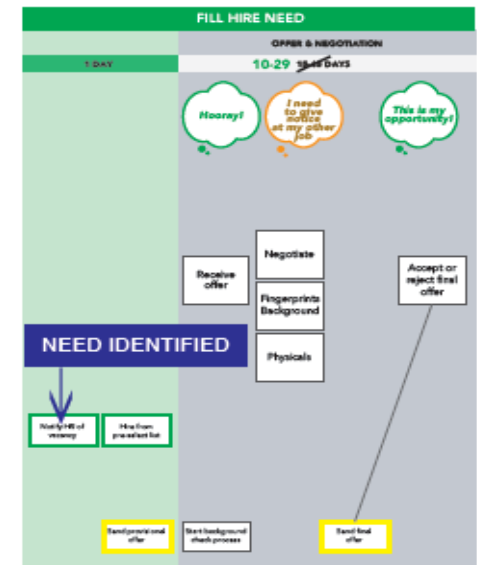 FILL HIRE NEED
OFFER & NEGOTIATION
1 DAY
10-29
DAYS
Hooray!
I need
to give
notice
at my other
job
This is my
opportunity!
Negotiate
Receive
offer
Accept or
reject final
offer
Fingerprints
Background
Physicals
NEED IDENTIFIED
Notify HR of
vacancy
Hire from
pre-select list
Send provisional
offer
Start background
check process
Send final
offer